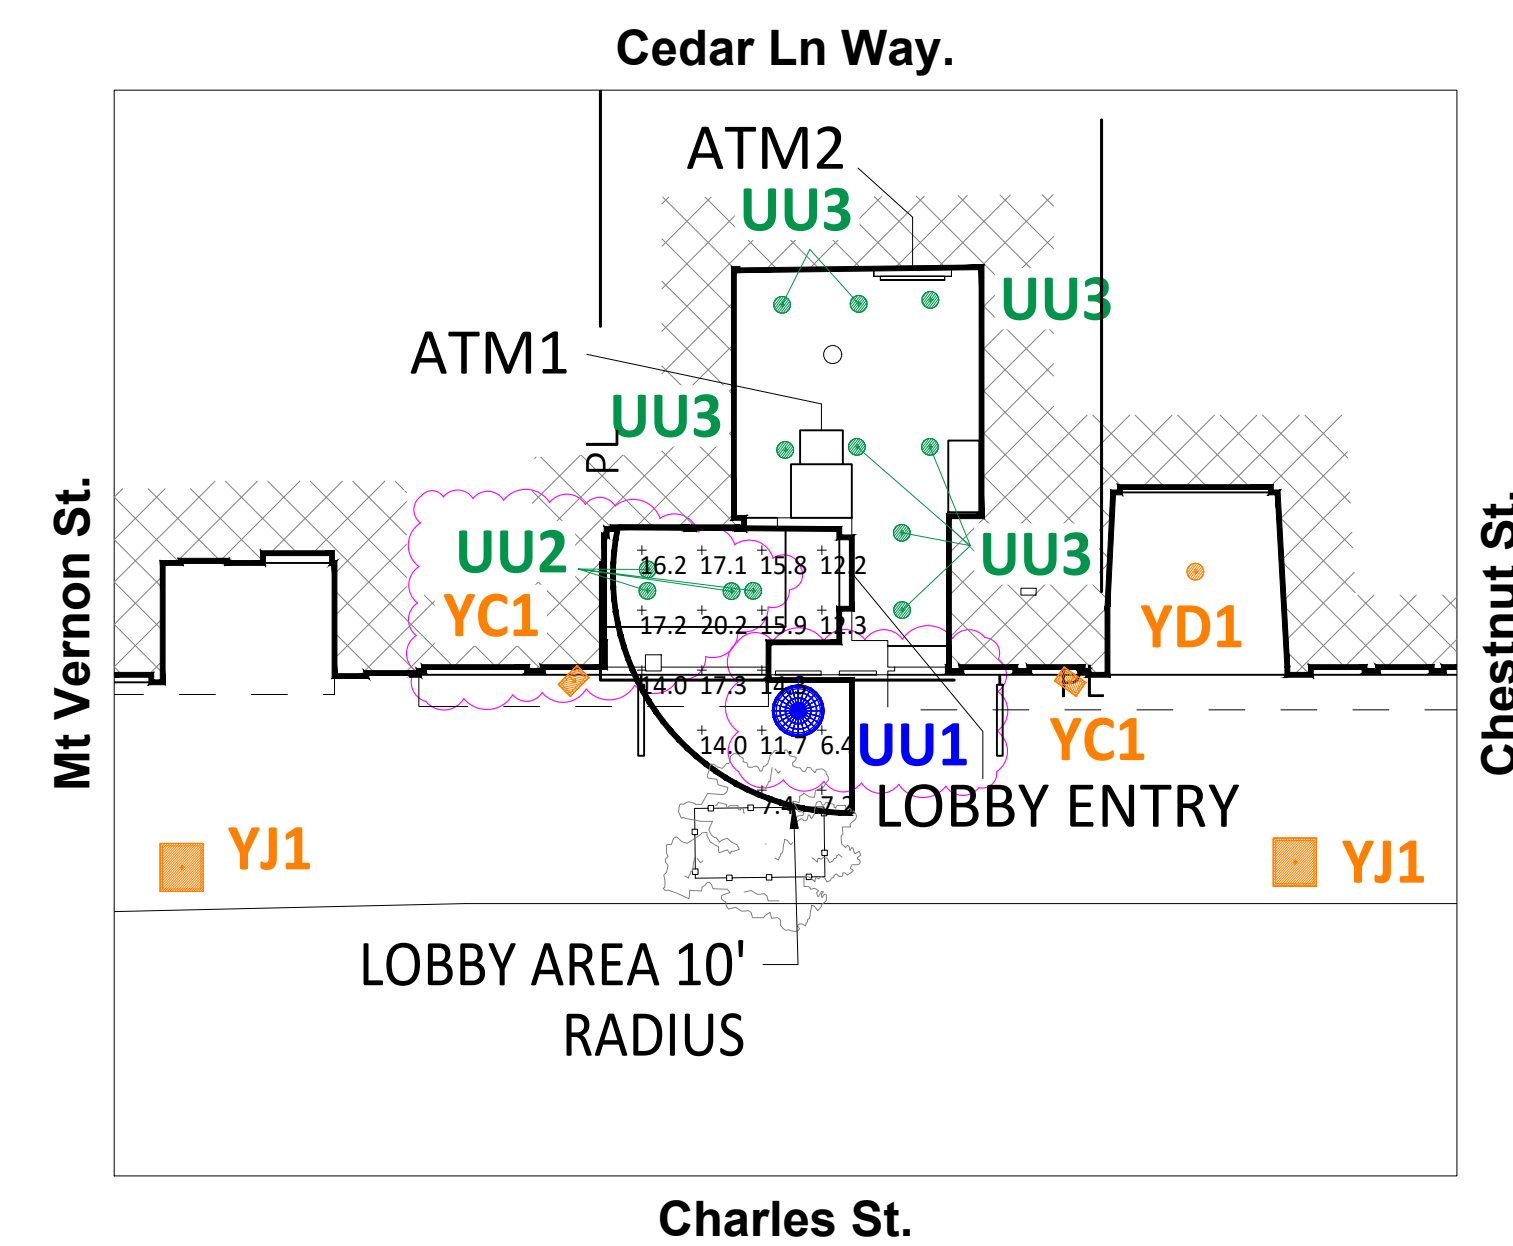 Cedar Ln Way.
ATM2
UU3
UU3
ATM1
UU3
PL
UU2
16.2 17.1 15.8 12.2
UU3
YC1
17.2 20.2 15.9 12.3
YD1
Mt Vernon St.
Chestnut St.
14.0 17.3
PL
14.0 11.7 6.4
UU1
YC1
7.4
LOBBY ENTRY
YJ1
YJ1
LOBBY AREA 10'
RADIUS
Charles St.